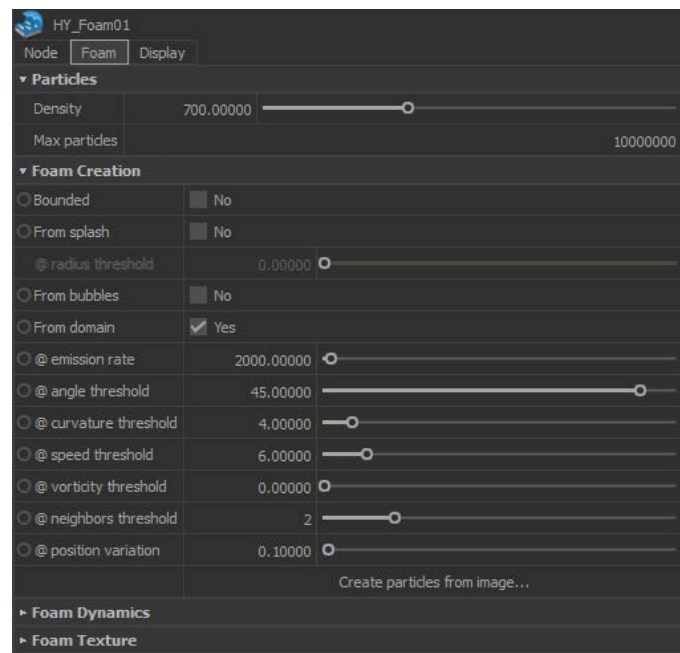 HY_Foam01
Node Foam Display
Particles
Density 700.00000
Max particles 10000000
Foam Creation
Bounded No
From splash No
@ radius threshold 0.00000
From bubbles No
From domain Yes
@ emission rate 2000.00000
@ angle threshold 45.00000
@ curvature threshold 4.00000
@ speed threshold 6.00000
@ vorticity threshold 0.00000
@ neighbors threshold 2
@ position variation 0.10000
Create particles from image...
Foam Dynamics
Foam Texture